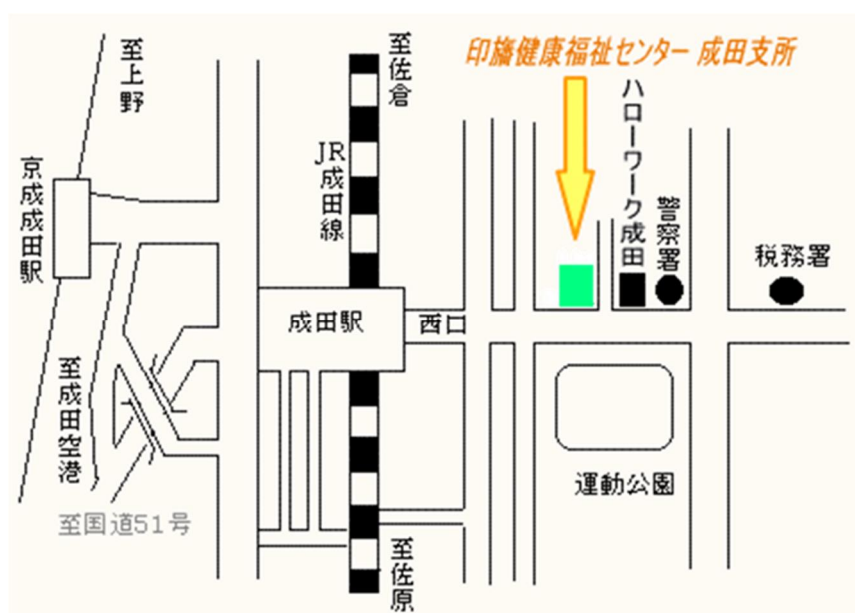 印旛健康福祉センター 成田支所
至上野
至佐倉
ハローワーク成田
JR成田線
京成成田駅
警察署
税務署
成田駅
西口
至成田空港
運動公園
至国道51号
至佐原